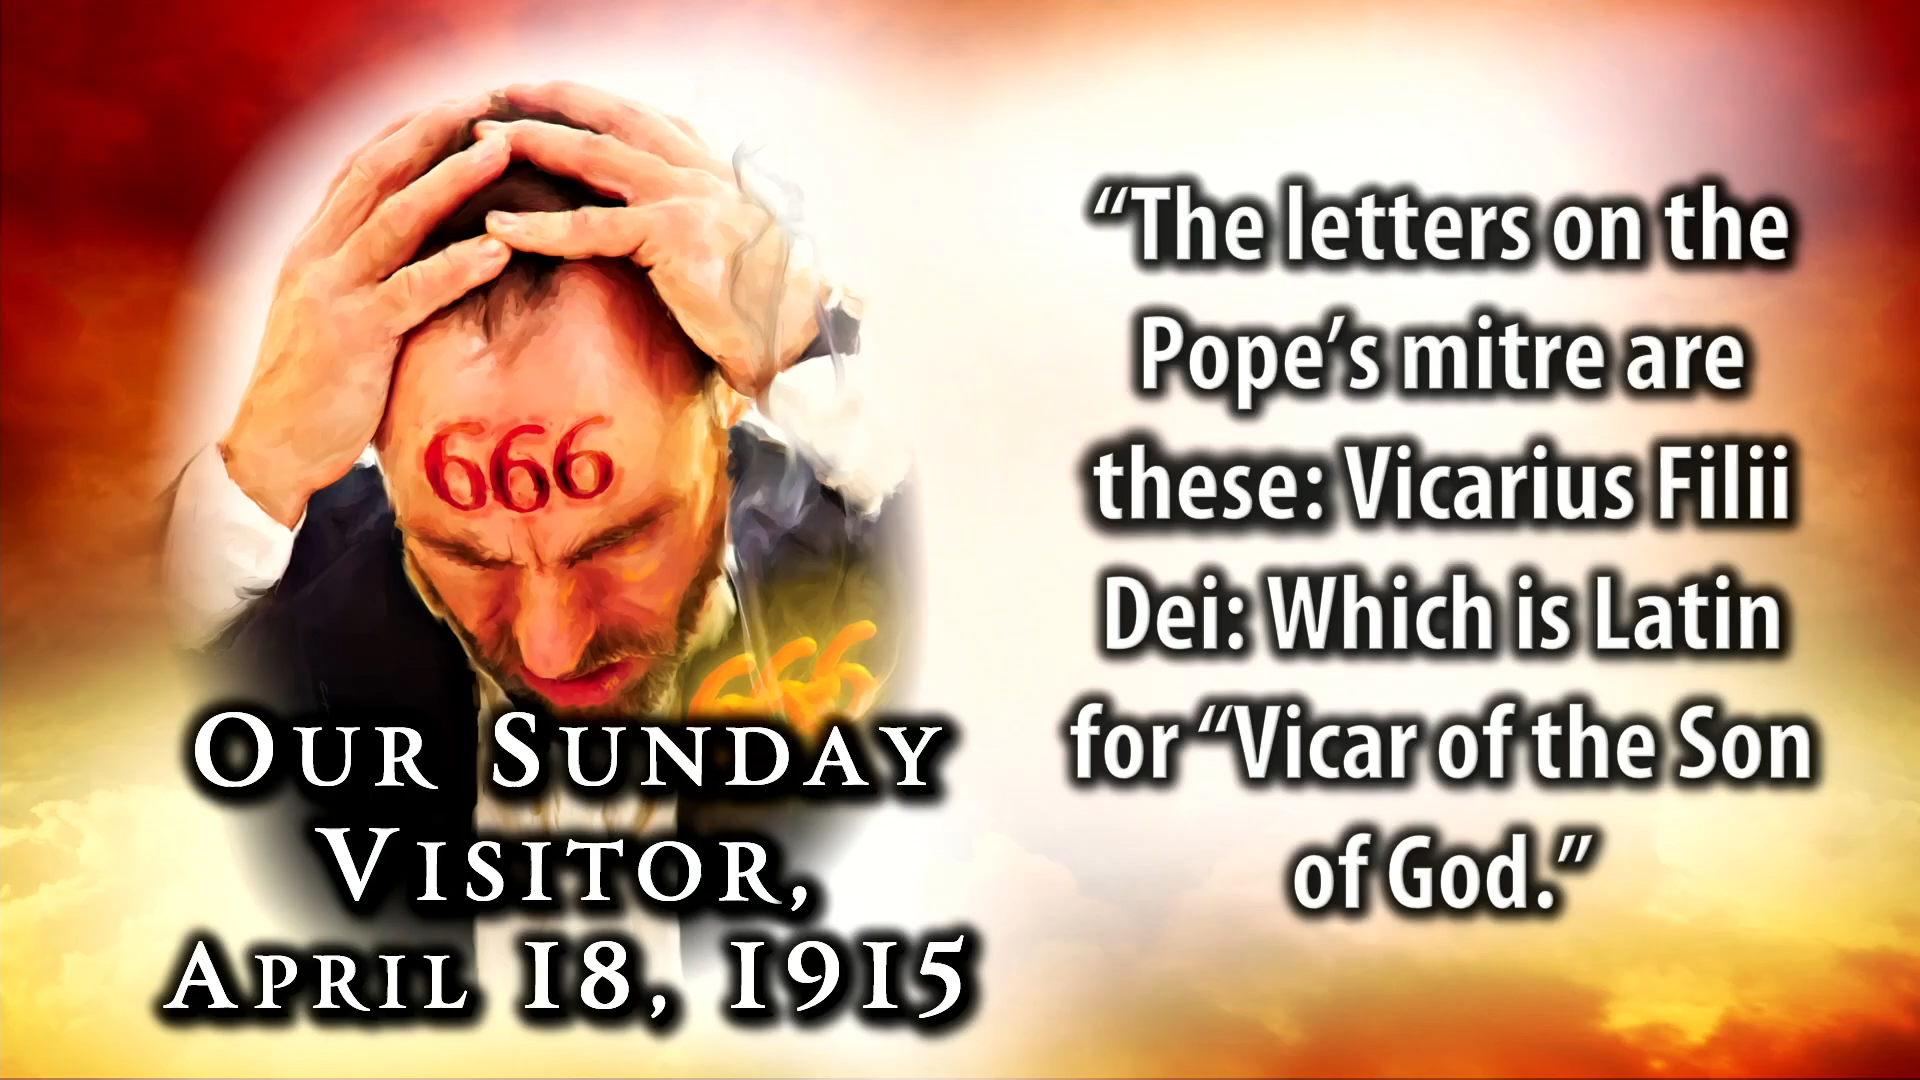 666
666
OUR SUNDAY
VISITOR,
APRIL 18, 1915
“The letters on the
Pope’s mitre are
these: Vicarius Filii
Dei: Which is Latin
for “Vicar of the Son
of God.”